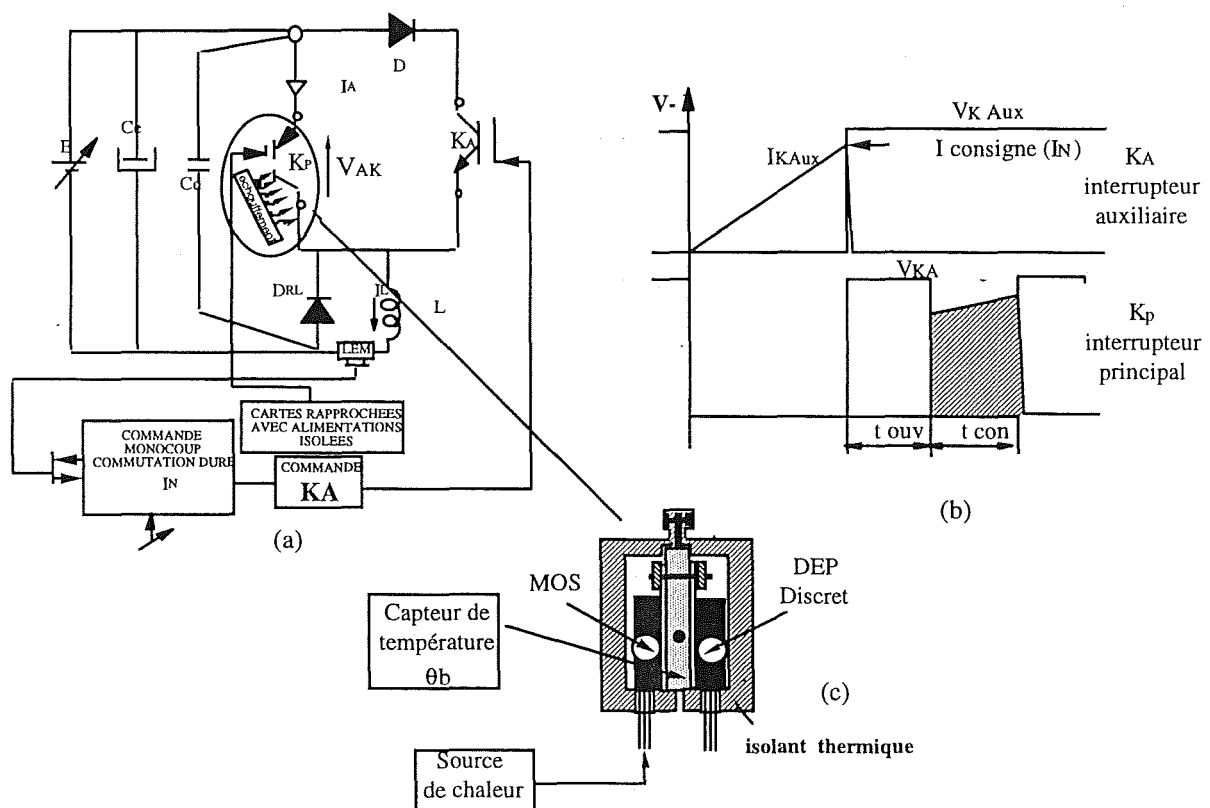 D
IA
E
Ce
Cd
KP
VAK
KA
échauffement
DRL
IL
L
LEM
CARTES RAPPROCHEES
AVEC ALIMENTATIONS
ISOLEES
COMMANDE
MONOCOUP
COMMUTATION DURE
IN
COMMANDE
KA
(a)
V-
VK Aux
IKAux
I consigne (IN)
KA
interrupteur
auxiliaire
VKA
Kp
interrupteur
principal
t ouv
t con
(b)
MOS
DEP
Discret
Capteur de
température
θb
(c)
isolant thermique
Source
de chaleur